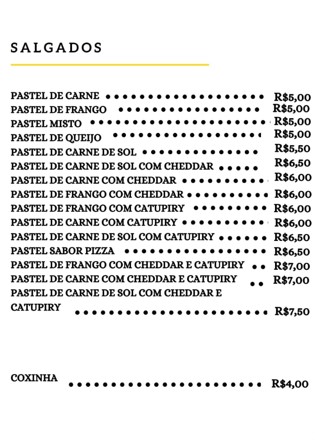 SALGADOS
PASTEL DE CARNE R$5,00
PASTEL DE FRANGO R$5,00
PASTEL MISTO R$5,00
PASTEL DE QUEIJO R$5,00
PASTEL DE CARNE DE SOL R$5,50
PASTEL DE CARNE DE SOL COM CHEDDAR R$6,50
PASTEL DE CARNE COM CHEDDAR R$6,00
PASTEL DE FRANGO COM CHEDDAR R$6,00
PASTEL DE FRANGO COM CATUPIRY R$6,00
PASTEL DE CARNE COM CATUPIRY R$6,00
PASTEL DE CARNE DE SOL COM CATUPIRY R$6,50
PASTEL SABOR PIZZA R$6,50
PASTEL DE FRANGO COM CHEDDAR E CATUPIRY R$7,00
PASTEL DE CARNE COM CHEDDAR E CATUPIRY R$7,00
PASTEL DE CARNE DE SOL COM CHEDDAR E
CATUPIRY R$7,50
COXINHA R$4,00